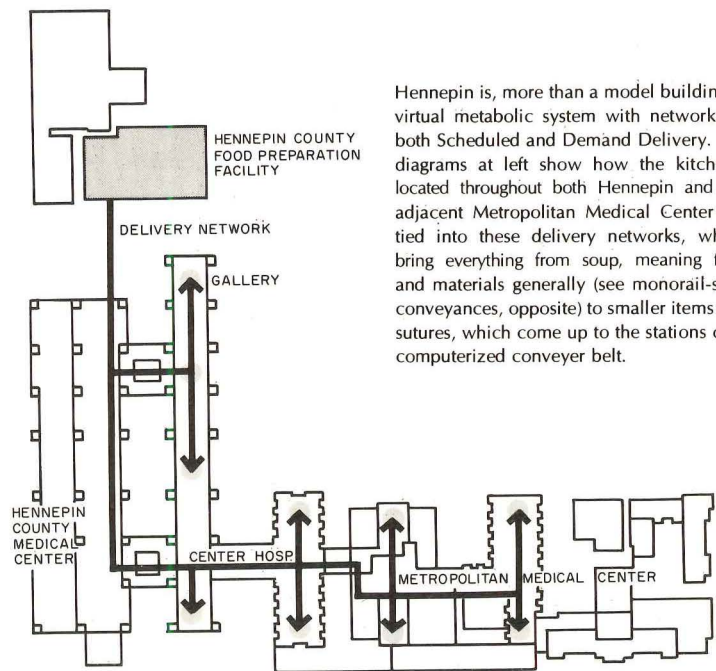 Hennepin is, more than a model building
virtual metabolic system with network
both Scheduled and Demand Delivery.
diagrams at left show how the kitch
located throughout both Hennepin and
adjacent Metropolitan Medical Center
tied into these delivery networks, wh
bring everything from soup, meaning f
and materials generally (see monorail-s
conveyances, opposite) to smaller items
sutures, which come up to the stations o
computerized conveyer belt.
HENNEPIN COUNTY
FOOD PREPARATION
FACILITY
DELIVERY NETWORK
GALLERY
HENNEPIN
COUNTY
MEDICAL
CENTER
CENTER HOSP.
METROPOLITAN MEDICAL CENTER